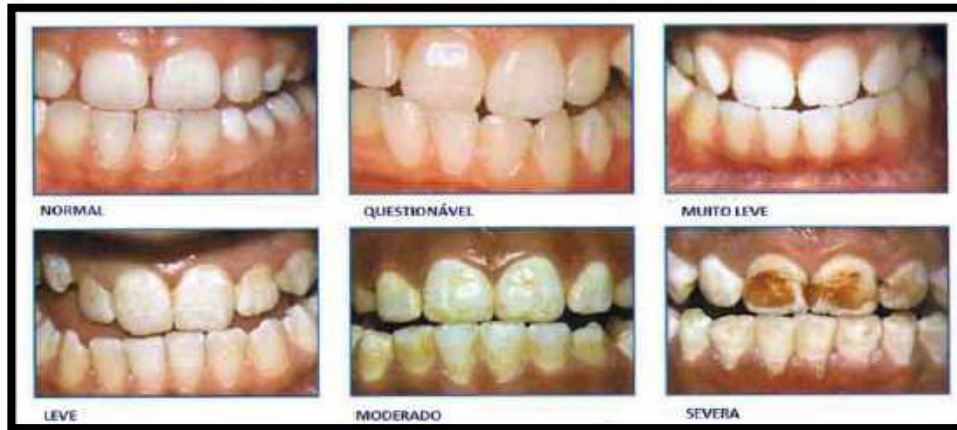 NORMAL
QUESTIONÁVEL
MUITO LEVE
LEVE
MODERADO
SEVERA